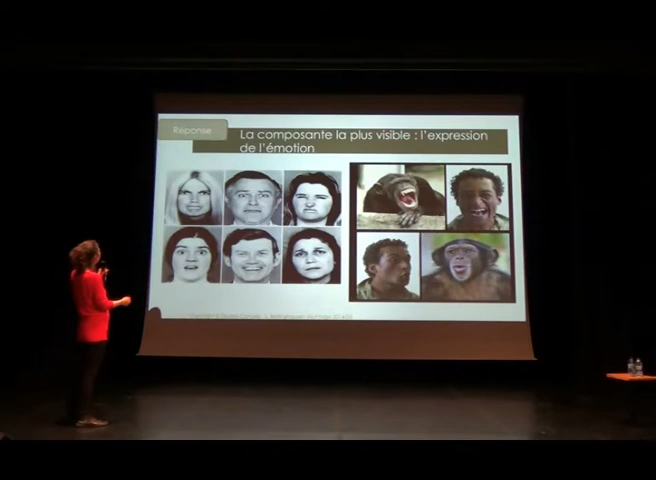 Réponse
La composante la plus visible : l'expression
de l'émotion